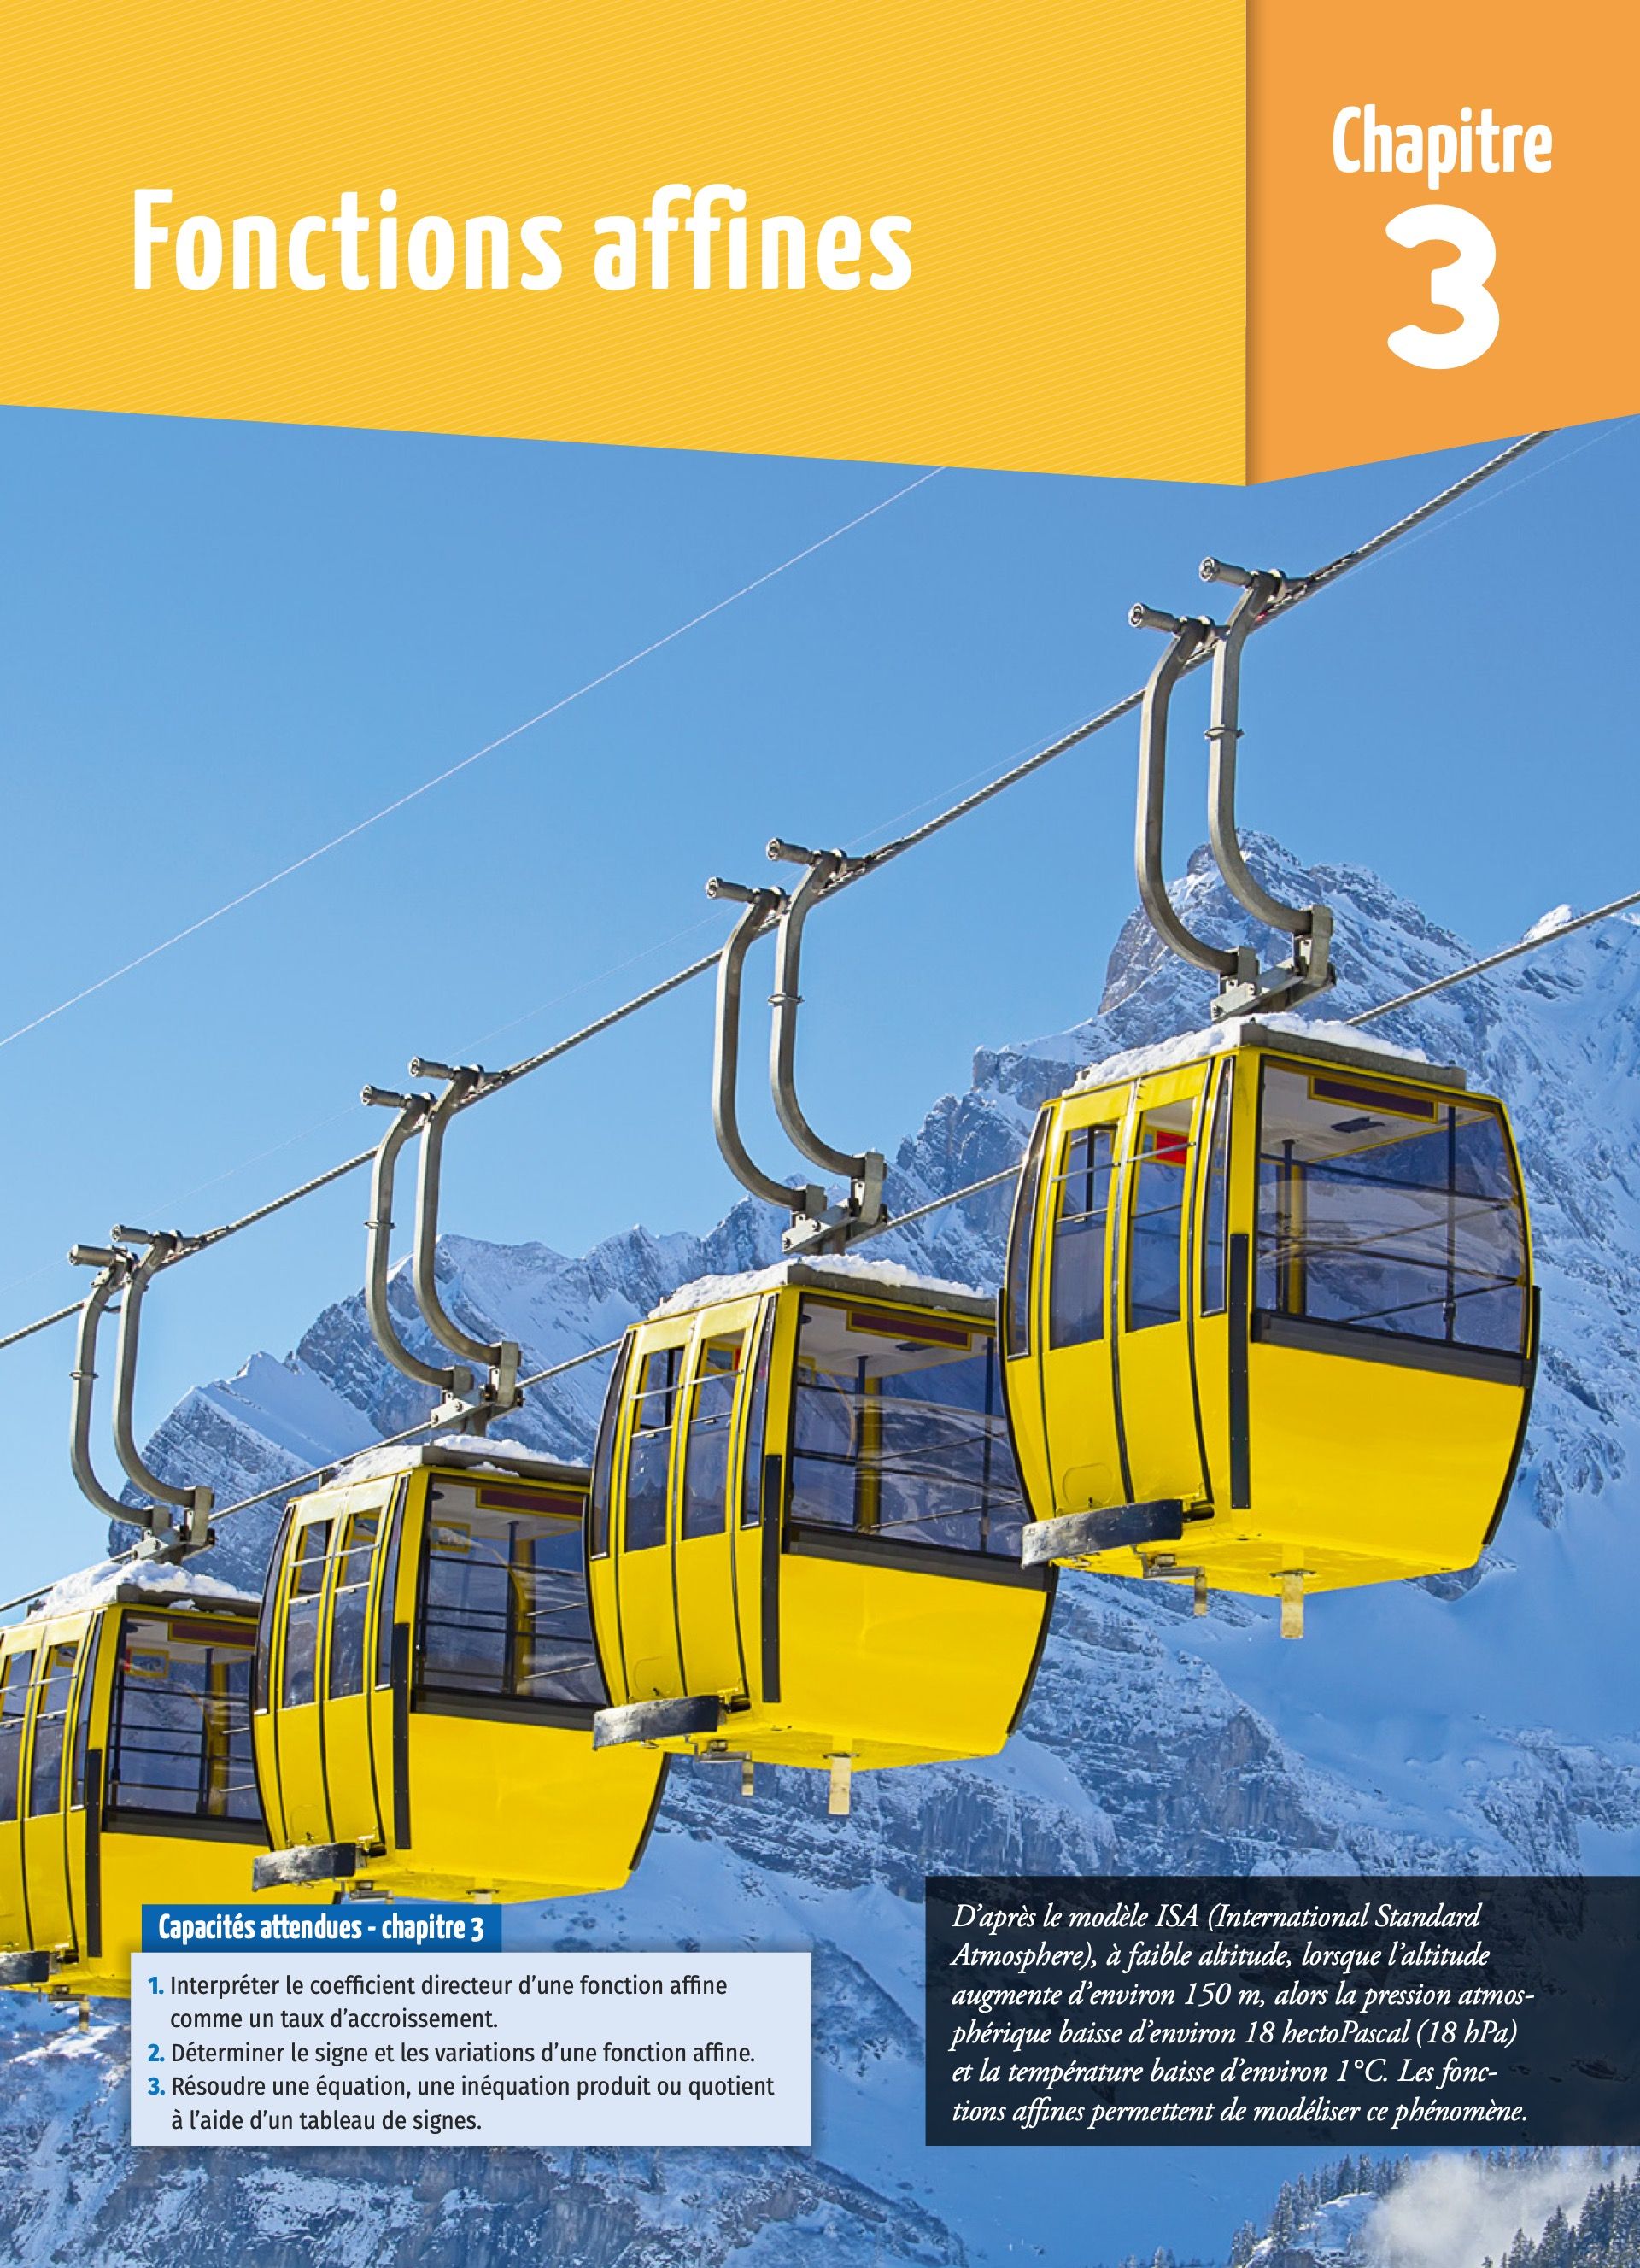 Chapitre
3
Fonctions affines
Capacités attendues - chapitre 3
1. Interpréter le coefficient directeur d'une fonction affine
comme un taux d'accroissement.
2. Déterminer le signe et les variations d'une fonction affine.
3. Résoudre une équation, une inéquation produit ou quotient
à l'aide d'un tableau de signes.
D'après le modèle ISA (International Standard
Atmosphere), à faible altitude, lorsque l'altitude
augmente d'environ 150 m, alors la pression atmos-
phérique baisse d'environ 18 hectoPascal (18 hPa)
et la température baisse d'environ 1°C. Les fonc-
tions affines permettent de modéliser ce phénomène.